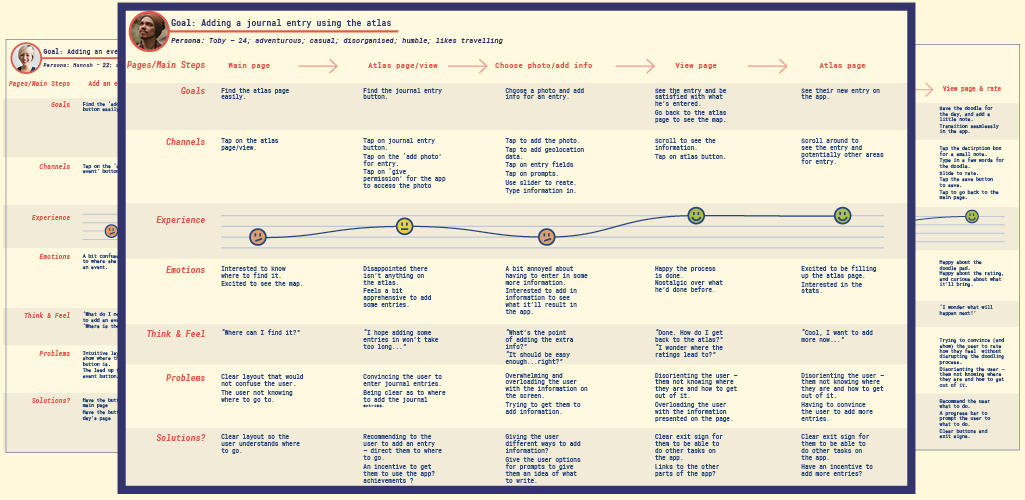 Goal: Adding a journal entry using the atlas
Persona: Toby – 24; adventurous; casual; disorganised; humble; likes travelling
Pages/Main Steps
Main page
Atlas page/view
Choose photo/add info
View page
Atlas page
Goals
Find the atlas page
easily.
Find the journal entry
button.
Choose a photo and add
info for an entry.
See the entry and be
satisfied with what
he's entered.
Go back to the atlas
page to see the map.
See their new entry on
the app.
Channels
Tap on the atlas
page/view.
Tap on journal entry
button.
Tap on the 'add photo'
for entry.
Tap on 'give
permission' for the app
to access the photo
Tap to add the photo.
Tap to add geolocation
data.
Tap on entry fields
Tap on prompts.
Use slider to reate.
Type information in.
Scroll to see the
information.
Tap on atlas button.
Scroll around to
see the entry and
potentially other areas
for entry.
Experience
Emotions
Interested to know
where to find it.
Excited to see the map.
Disappointed there
isn't anything on
the atlas.
Feels a bit
apprehensive to add
some entries.
A bit annoyed about
having to enter in some
more information.
Interested to add in
information to see
what it'll result in
the app.
Happy the process
is done.
Nostalgic over what
he'd done before.
Excited to be filling
up the atlas page.
Interested in the
stats.
Think & Feel
"Where can I find it?"
"I hope adding some
entries in won't take
too long..."
"What's the point
of adding the extra
info?"
"It should be easy
enough...right?"
"Done. How do I get
back to the atlas?"
"I wonder where the
ratings lead to?"
"Cool, I want to add
more now..."
Problems
Clear layout that would
not confuse the user.
The user not knowing
where to go to.
Convincing the user to
enter journal entries.
Being clear as to where
to add the journal
entries.
Overwhelming and
overloading the user
with the information on
the screen.
Trying to get them to
add information.
Disorienting the user –
them not knowing where
they are and how to get
out of it.
Overloading the user
with the information
presented on the page.
Disorienting the user –
them not knowing where
they are and how to get
out of it.
Having to convince
the user to add more
entries.
Solutions?
Clear layout so the
user understands where
to go.
Recommending to the
user to add an entry
– direct them to where
to go.
An incentive to get
them to use the app?
achievements ?
Giving the user
different ways to add
information?
Give the user options
for prompts to give
them an idea of what
to write.
Clear exit sign for
them to be able to
do other tasks on
the app.
Links to the other
parts of the app?
Clear exit sign for
them to be able to
do other tasks on
the app.
Have an incentive to
add more entries?
Goal: Adding an eve
Persona: Hannah – 22;
Pages/Main Steps
Add an e
Goals
Find the 'ad
button easily
Channels
Tap on the '
event' button
Experience
Emotions
A bit confus
to where she
an event.
Think & Feel
"What do I n
to add an ev
"Where is the
Problems
Intuitive lay
show where th
button is.
The lead up t
event button.
Solutions?
Have the butt
main page
Have the butt
day's page
View page & rate
Save the doodle for
the day, and add a
little note.
Transition seamlessly
in the app.
Tap the decirption box
for a small note.
Type in a few words for
the doodle.
Slide to rate.
Tap the save button
to save.
Tap to go back to the
main page.
Happy about the
doodle pad.
Happy about the rating,
and curious about what
it'll bring.
'I wonder what will
happen next!'
Trying to convince (and
show) the user to rate
how they feel without
disrupting the doodling
process.
Disorienting the user –
them not knowing where
they are and how to get
out of it.
Recommand the user
what to do.
A progress bar to
prompt the user to
what to do.
Clear buttons and
exit signs.